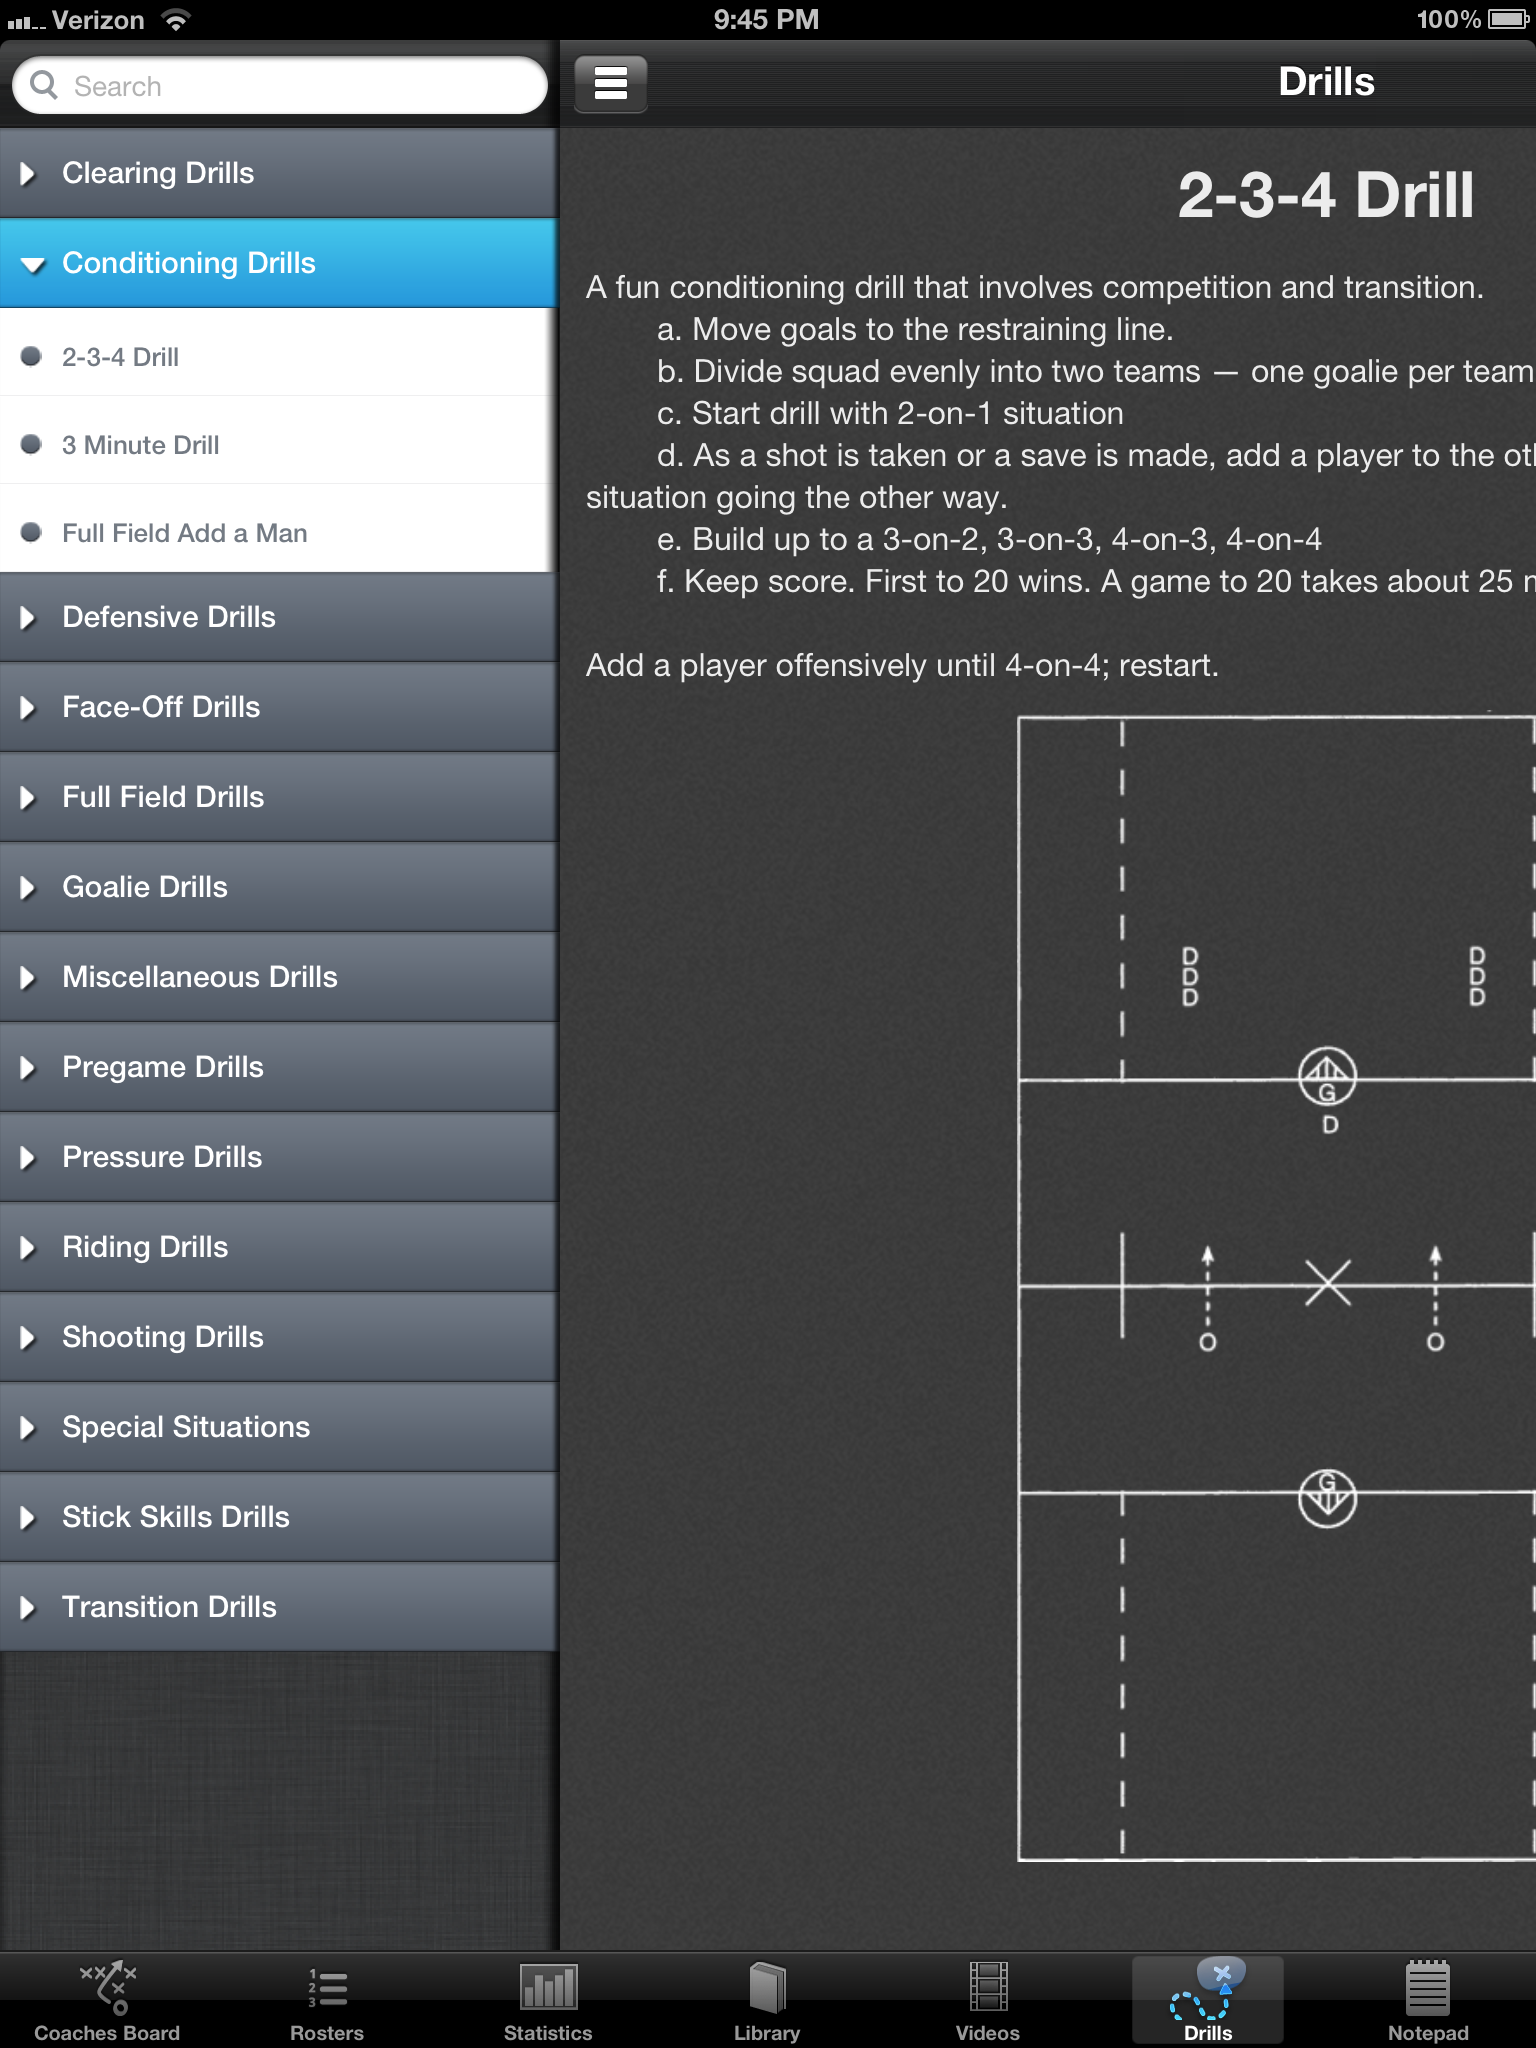 Verizon
9:45 PM
100%
Search
Clearing Drills
Conditioning Drills
2-3-4 Drill
3 Minute Drill
Full Field Add a Man
Defensive Drills
Face-Off Drills
Full Field Drills
Goalie Drills
Miscellaneous Drills
Pregame Drills
Pressure Drills
Riding Drills
Shooting Drills
Special Situations
Stick Skills Drills
Transition Drills
Drills
2-3-4 Drill
A fun conditioning drill that involves competition and transition.
a. Move goals to the restraining line.
b. Divide squad evenly into two teams — one goalie per team
c. Start drill with 2-on-1 situation
d. As a shot is taken or a save is made, add a player to the
situation going the other way.
e. Build up to a 3-on-2, 3-on-3, 4-on-3, 4-on-4
f. Keep score. First to 20 wins. A game to 20 takes about 25
Add a player offensively until 4-on-4; restart.
D D
D D
D D
G
D
O O
G
Coaches Board
1
2
3
Rosters
Statistics
Library
Videos
Drills
Notepad